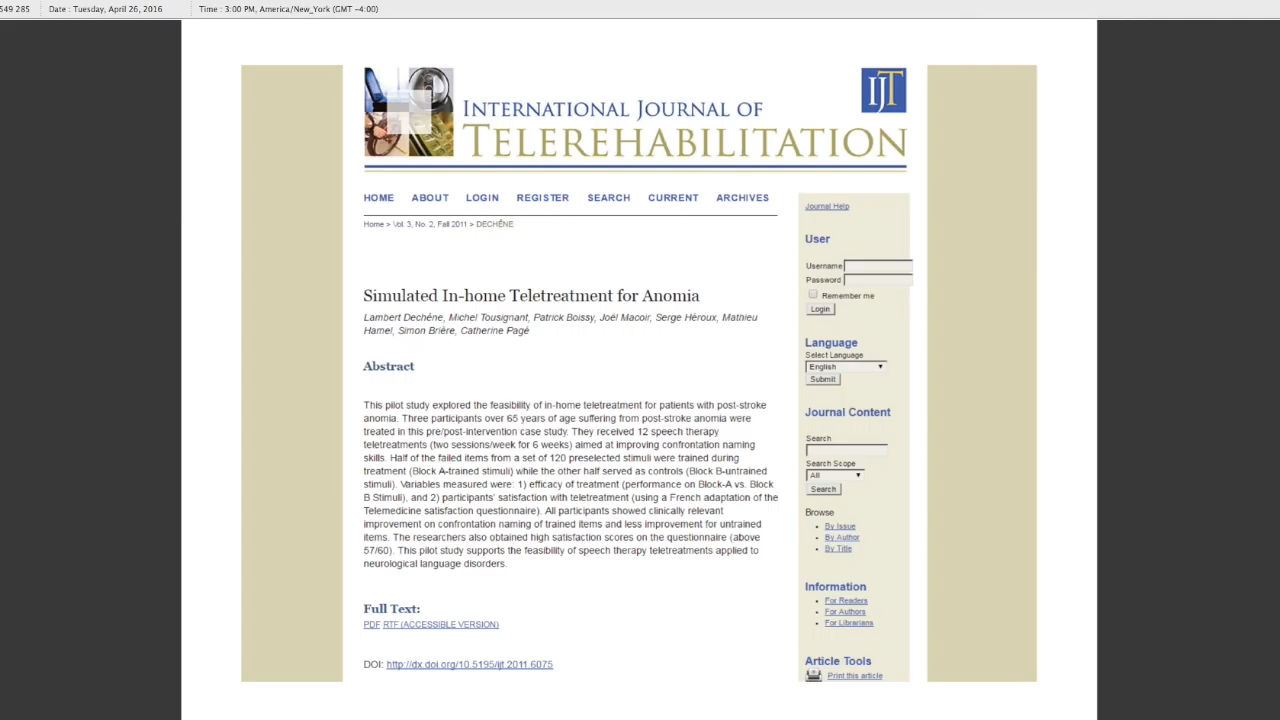 549 285 Date : Tuesday, April 26, 2016 Time : 3:00 PM, America/New_York (GMT -4:00)
INTERNATIONAL JOURNAL OF
TELEREHABILITATION
IJT
HOME ABOUT LOGIN REGISTER SEARCH CURRENT ARCHIVES
Home > Vol. 3, No. 2, Fall 2011 > DECHÊNE
Simulated In-home Teletreatment for Anomia
Lambert Dechêne, Michel Tousignant, Patrick Boissy, Joël Macoir, Serge Héroux, Mathieu
Hamel, Simon Brière, Catherine Pagé
Abstract
This pilot study explored the feasibility of in-home teletreatment for patients with post-stroke
anomia. Three participants over 65 years of age suffering from post-stroke anomia were
treated in this pre/post-intervention case study. They received 12 speech therapy
teletreatments (two sessions/week for 6 weeks) aimed at improving confrontation naming
skills. Half of the failed items from a set of 120 preselected stimuli were trained during
treatment (Block A-trained stimuli) while the other half served as controls (Block B-untrained
stimuli). Variables measured were: 1) efficacy of treatment (performance on Block-A vs. Block
B Stimuli), and 2) participants' satisfaction with teletreatment (using a French adaptation of the
Telemedicine satisfaction questionnaire). All participants showed clinically relevant
improvement on confrontation naming of trained items and less improvement for untrained
items. The researchers also obtained high satisfaction scores on the questionnaire (above
57/60). This pilot study supports the feasibility of speech therapy teletreatments applied to
neurological language disorders.
Full Text:
PDF RTF (ACCESSIBLE VERSION)
DOI: http://dx.doi.org/10.5195/ijt.2011.6075
Journal Help
User
Username
Password
Remember me
Login
Language
Select Language
English
Submit
Journal Content
Search
Search Scope
All
Search
Browse
By Issue
By Author
By Title
Information
For Readers
For Authors
For Librarians
Article Tools
Print this article